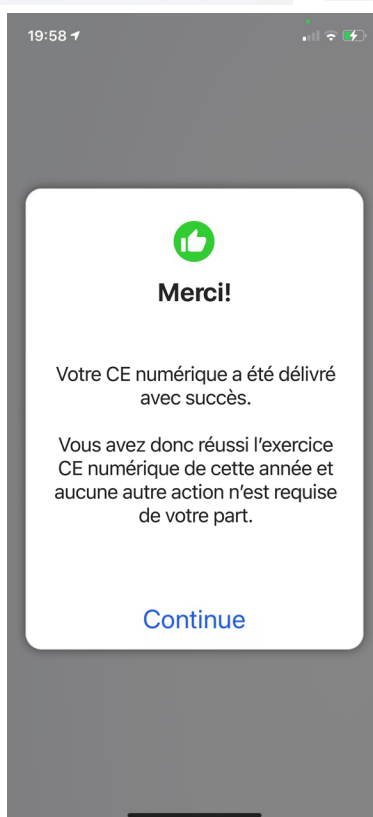 19:58
Merci!
Votre CE numérique a été délivré
avec succès.
Vous avez donc réussi l’exercice
CE numérique de cette année et
aucune autre action n’est requise
de votre part.
Continue